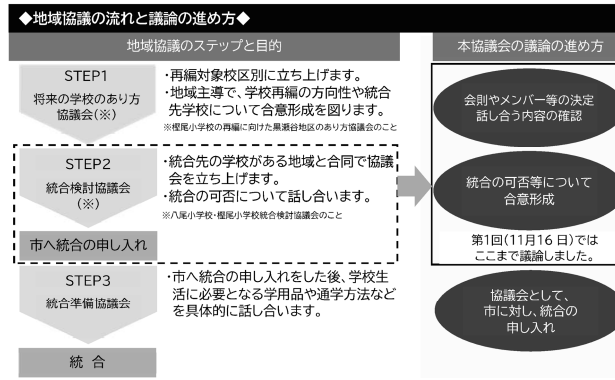 ◆地域協議の流れと議論の進め方◆
地域協議のステップと目的
STEP1
将来の学校のあり方
協議会(※)
・再編対象校区別に立ち上げます。
・地域主導で、学校再編の方向性や統合
先学校について合意形成を図ります。
※樫尾小学校の再編に向けた黒瀬谷地区のあり方協議会のこと
STEP2
統合検討協議会
(※)
・統合先の学校がある地域と合同で協議
会を立ち上げます。
・統合の可否について話し合います。
※八尾小学校・樫尾小学校統合検討協議会のこと
市へ統合の申し入れ
STEP3
統合準備協議会
・市へ統合の申し入れをした後、学校生
活に必要となる学用品や通学方法など
を具体的に話し合います。
統 合
本協議会の議論の進め方
会則やメンバー等の決定
話し合う内容の確認
統合の可否等について
合意形成
第1回(11月16 日)では
ここまで議論しました。
協議会として、
市に対し、統合の
申し入れ